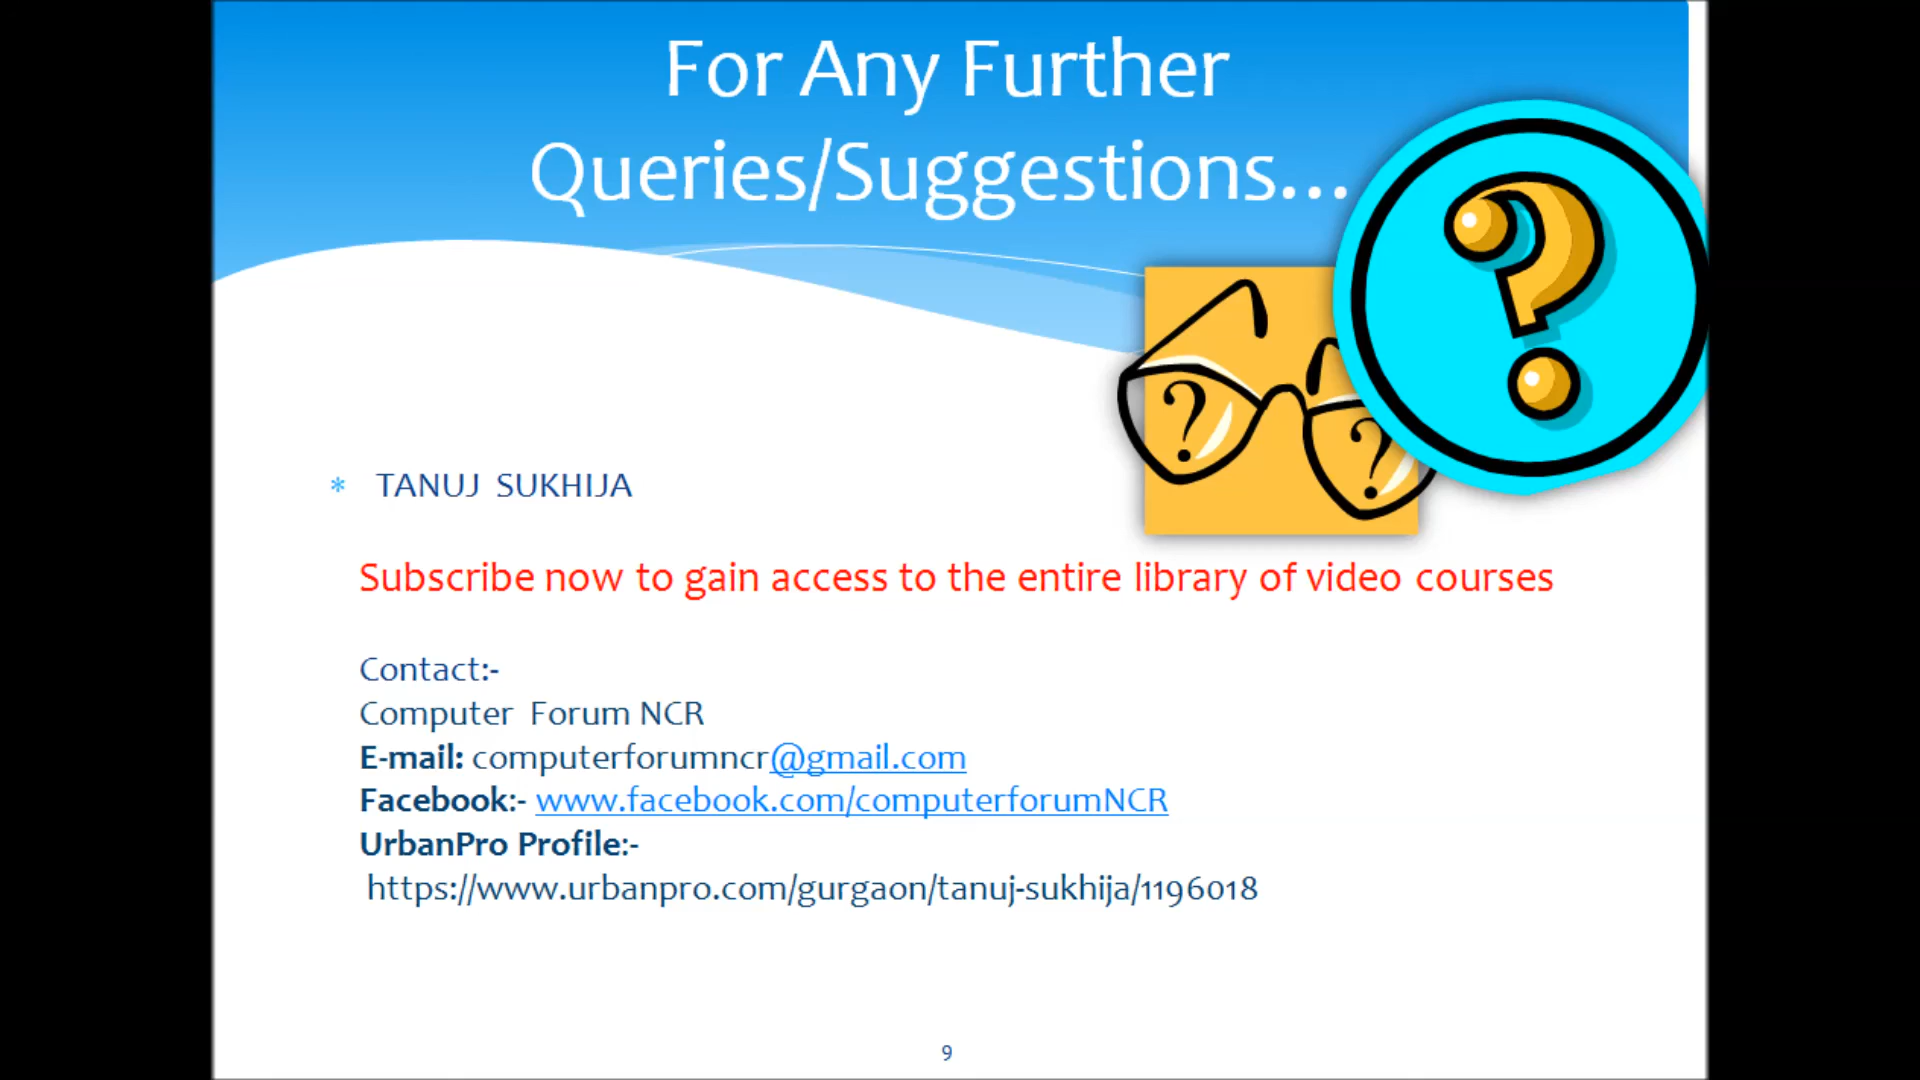 For Any Further
Queries/Suggestions...
?
? ?
* TANUJ SUKHIJA
Subscribe now to gain access to the entire library of video courses
Contact:-
Computer Forum NCR
E-mail: computerforumncr@gmail.com
Facebook:- www.facebook.com/computerforumNCR
UrbanPro Profile:-
https://www.urbanpro.com/gurgaon/tanuj-sukhija/1196018
9